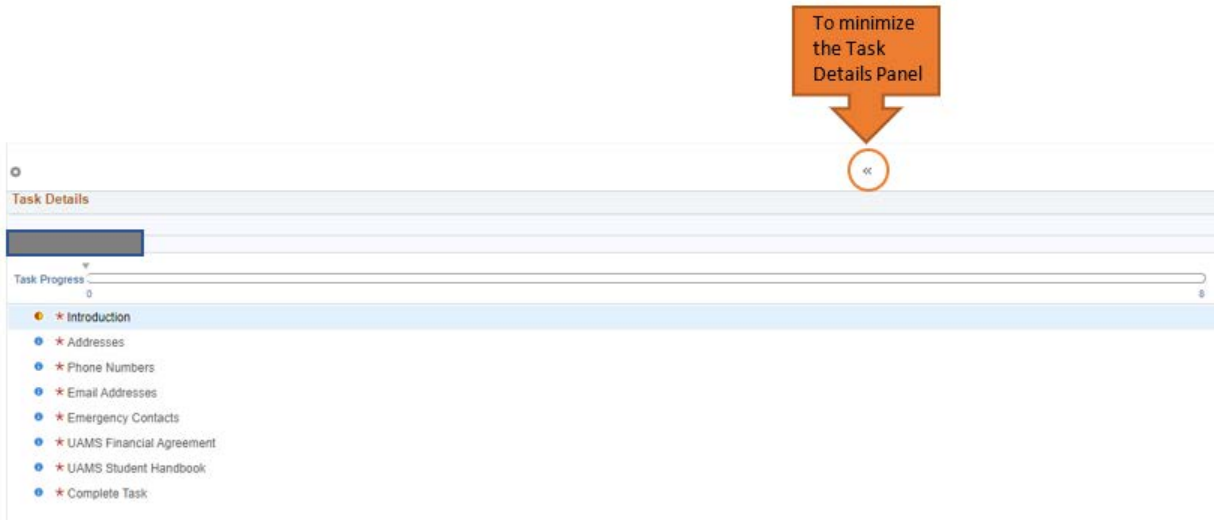 To minimize
the Task
Details Panel
«
Task Details
Task Progress
0
8
* Introduction
* Addresses
* Phone Numbers
* Email Addresses
* Emergency Contacts
* UAMS Financial Agreement
* UAMS Student Handbook
* Complete Task